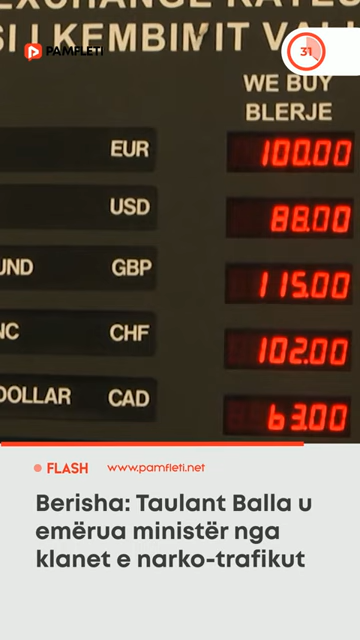 EXCHANGE RATES
SI I KEMBIMIT VAL
PAMFLETI
31
WE BUY
BLERJE
EUR 100.00
USD 88.00
UND GBP 115.00
NC CHF 102.00
DOLLAR CAD 63.00
FLASH www.pamfleti.net
Berisha: Taulant Balla u
emërua ministër nga
klanet e narko-trafikut